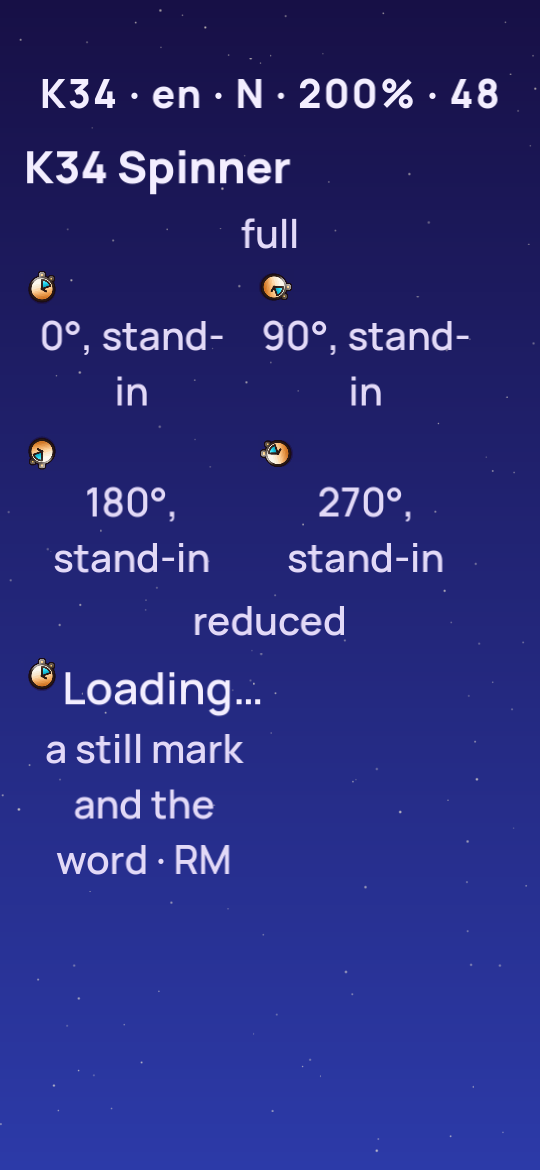 K34 · en · N · 200% · 48
K34 Spinner
full
0°, stand-
in
90°, stand-
in
180°,
stand-in
270°,
stand-in
reduced
Loading...
a still mark
and the
word · RM